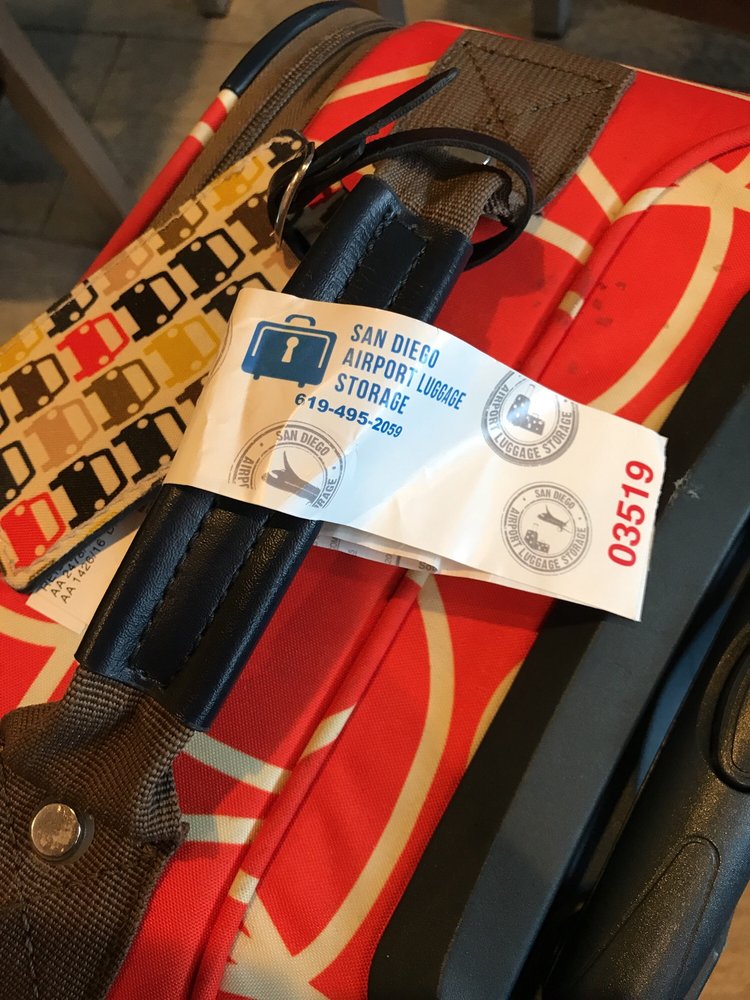 SAN DIEGO
AIRPORT LUGGAGE
STORAGE
619-495-2059
SAN DIEGO
AIRPORT LUGGAGE STORAGE
SAN DIEGO
AIRPORT LUGGAGE STORAGE
03519